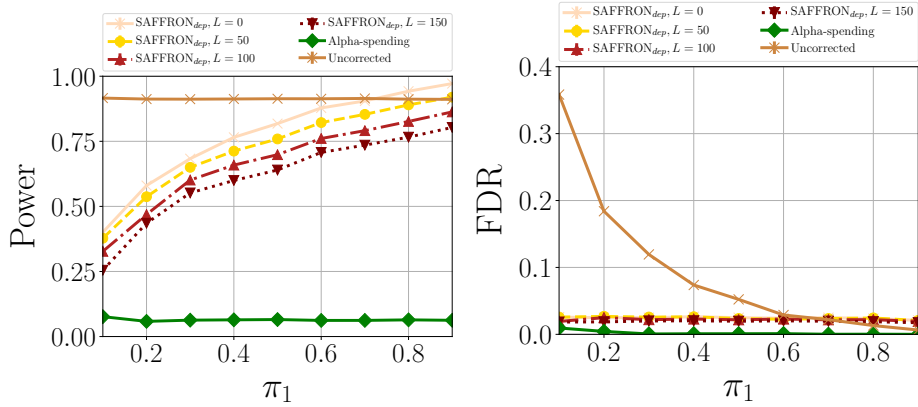 SAFFRON_dep, L = 0
SAFFRON_dep, L = 50
SAFFRON_dep, L = 100
SAFFRON_dep, L = 150
Alpha-spending
Uncorrected
Power
1.00
0.75
0.50
0.25
0.00
0.2 0.4 0.6 0.8
π₁
SAFFRON_dep, L = 0
SAFFRON_dep, L = 50
SAFFRON_dep, L = 100
SAFFRON_dep, L = 150
Alpha-spending
Uncorrected
FDR
0.4
0.3
0.2
0.1
0.0
0.2 0.4 0.6 0.8
π₁